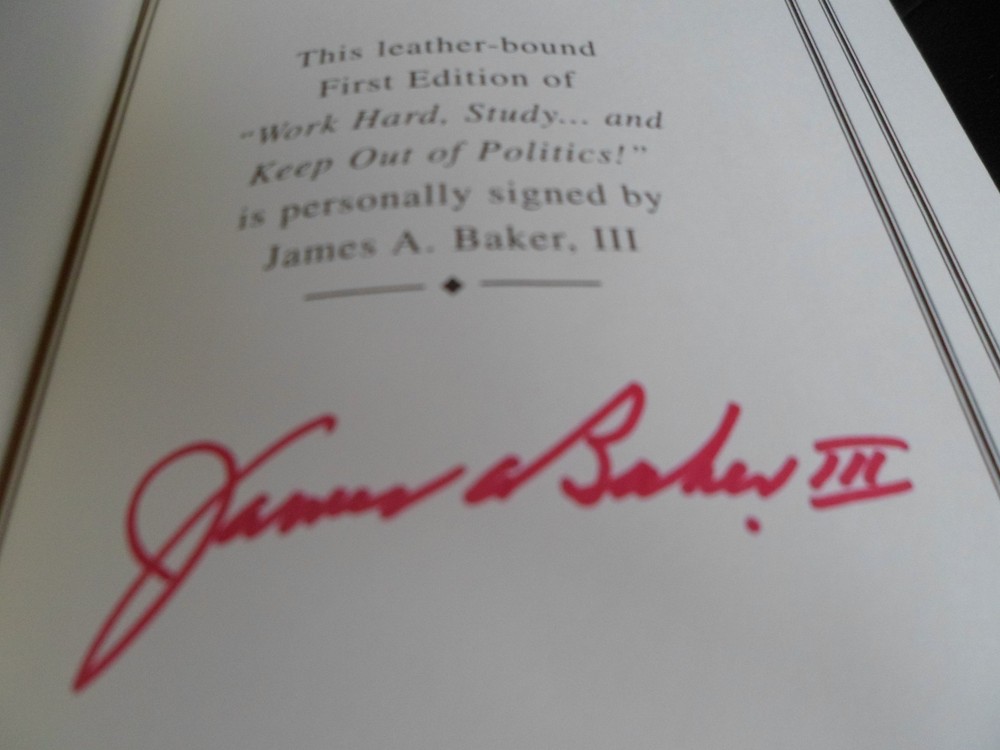 This leather-bound
First Edition of
"Work Hard, Study... and
Keep Out of Politics!"
is personally signed by
James A. Baker, III
James A Baker, III